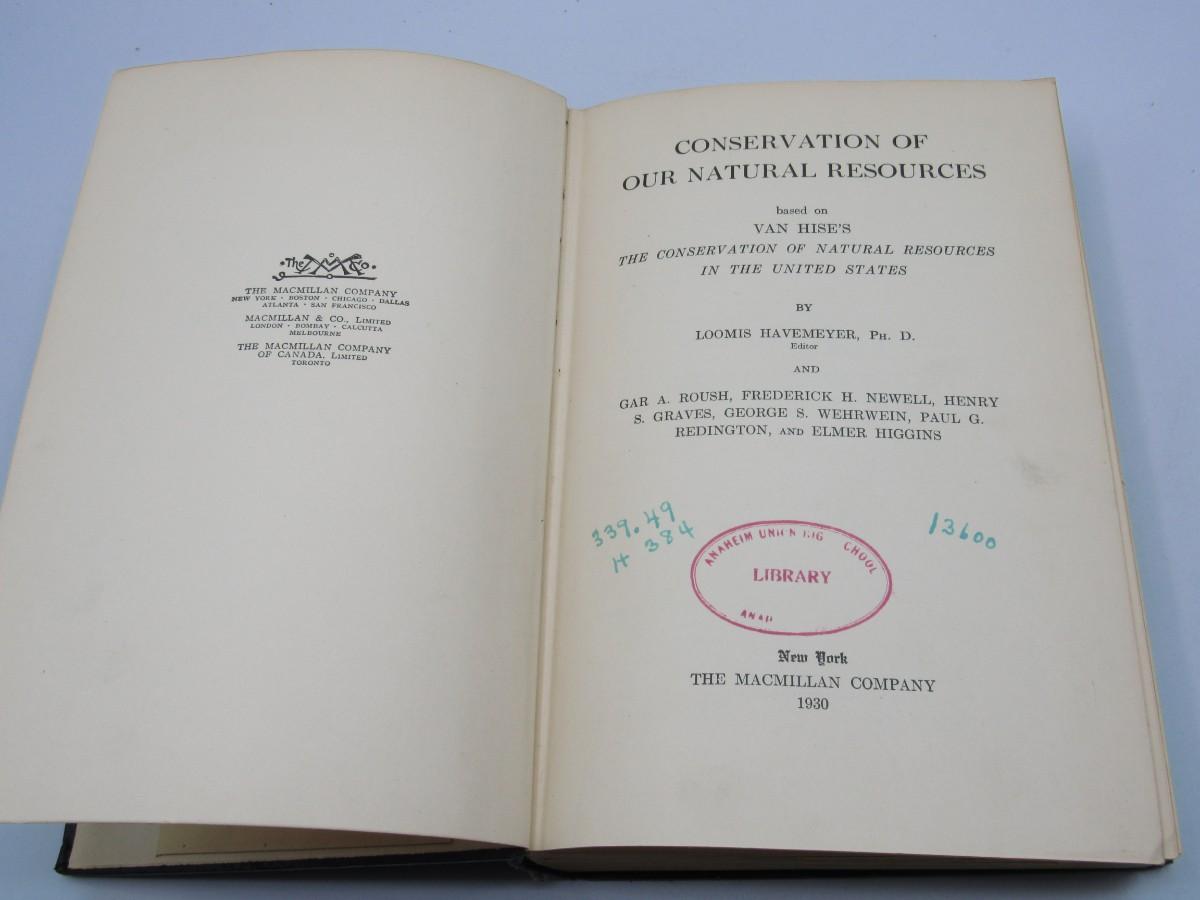 The M Co
THE MACMILLAN COMPANY
NEW YORK · BOSTON · CHICAGO · DALLAS
ATLANTA · SAN FRANCISCO
MACMILLAN & CO., LIMITED
LONDON · BOMBAY · CALCUTTA
MELBOURNE
THE MACMILLAN COMPANY
OF CANADA, LIMITED
TORONTO
CONSERVATION OF
OUR NATURAL RESOURCES
based on
VAN HISE'S
THE CONSERVATION OF NATURAL RESOURCES
IN THE UNITED STATES
BY
LOOMIS HAVEMEYER, PH. D.
Editor
AND
GAR A. ROUSH, FREDERICK H. NEWELL, HENRY
S. GRAVES, GEORGE S. WEHRWEIN, PAUL G.
REDINGTON, AND ELMER HIGGINS
339.49
H 384
13600
ANAHEIM UNION CHOOL
LIBRARY
New York
THE MACMILLAN COMPANY
1930